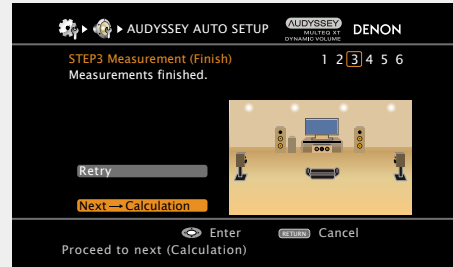 AUDYSSEY AUTO SETUP
AUDYSSEY
MULTEQ XT
DYNAMIC VOLUME
DENON
STEP3 Measurement (Finish)
1 2 3 4 5 6
Measurements finished.
Retry
Next→Calculation
Enter
RETURN Cancel
Proceed to next (Calculation)